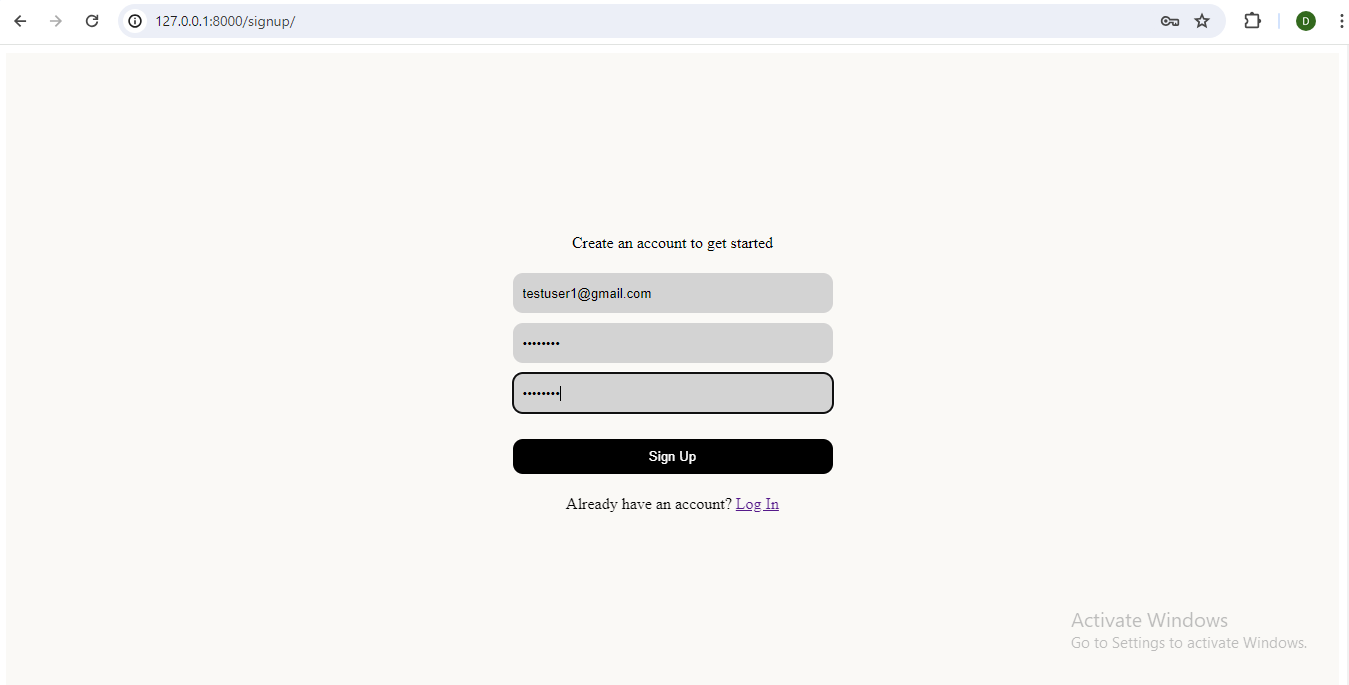 127.0.0.1:8000/signup/
D
Create an account to get started
testuser1@gmail.com
••••••••
••••••••
Sign Up
Already have an account? Log In
Activate Windows
Go to Settings to activate Windows.